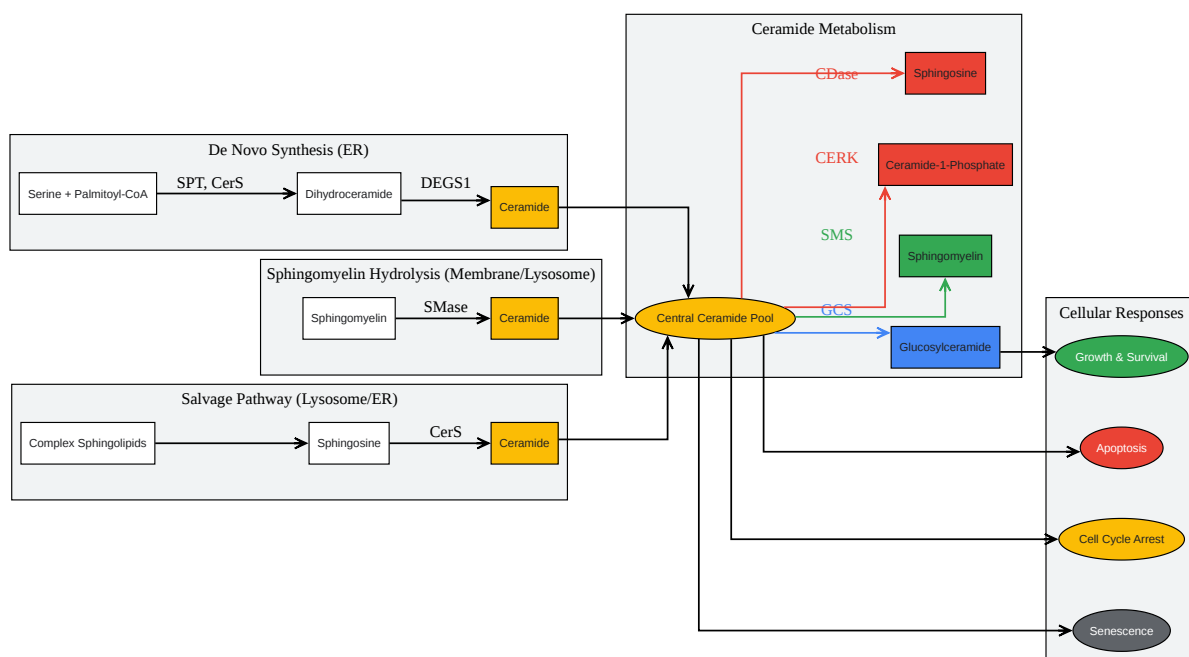 De Novo Synthesis (ER)
Serine + Palmitoyl-CoA
SPT, CerS
Dihydroceramide
DEGS1
Ceramide
Sphingomyelin Hydrolysis (Membrane/Lysosome)
Sphingomyelin
SMase
Ceramide
Salvage Pathway (Lysosome/ER)
Complex Sphingolipids
Sphingosine
CerS
Ceramide
Ceramide Metabolism
CDase
Sphingosine
CERK
Ceramide-1-Phosphate
SMS
Sphingomyelin
Central Ceramide Pool
GCS
Glucosylceramide
Cellular Responses
Growth & Survival
Apoptosis
Cell Cycle Arrest
Senescence